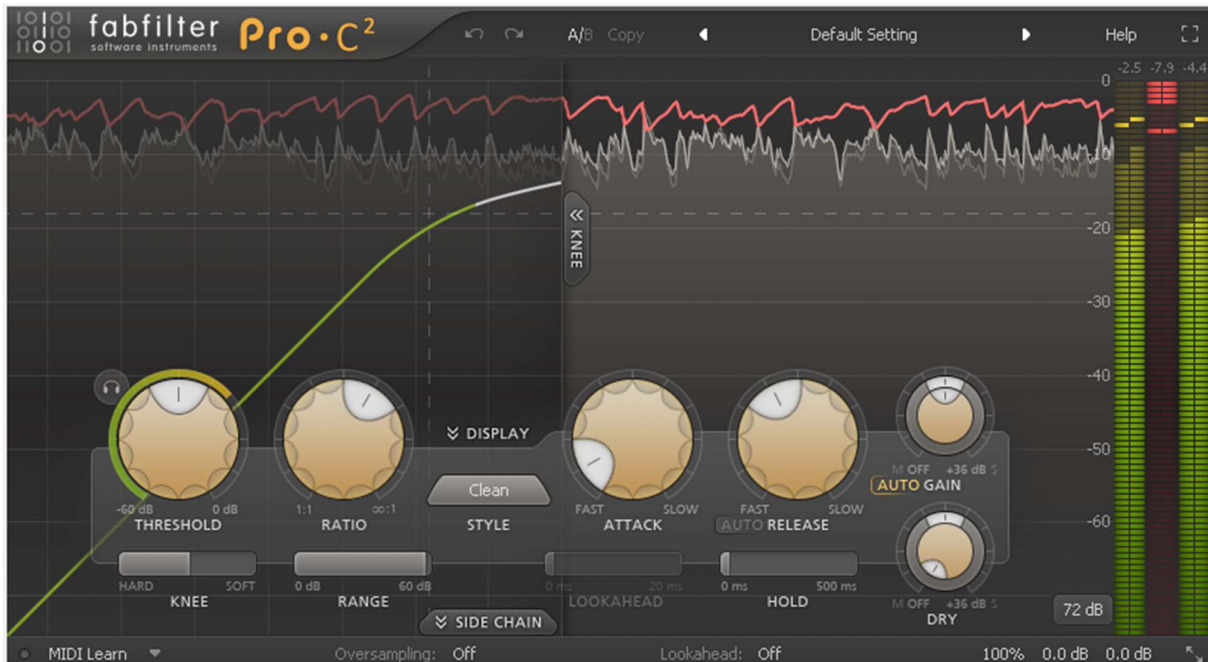 fabfilter
software instruments
Pro·C²
A/B Copy
Default Setting
Help
-2.5 -7.9 -4.4
0
-10
-20
-30
-40
-50
-60
KNEE
DISPLAY
Clean
STYLE
-60 dB 0 dB
THRESHOLD
1:1 ∞:1
RATIO
FAST SLOW
ATTACK
FAST SLOW
AUTO RELEASE
M OFF +36 dB S
AUTO GAIN
HARD SOFT
KNEE
0 dB 60 dB
RANGE
0 ms 20 ms
LOOKAHEAD
0 ms 500 ms
HOLD
M OFF +36 dB S
DRY
72 dB
SIDE CHAIN
MIDI Learn
Oversampling: Off
Lookahead: Off
100% 0.0 dB 0.0 dB